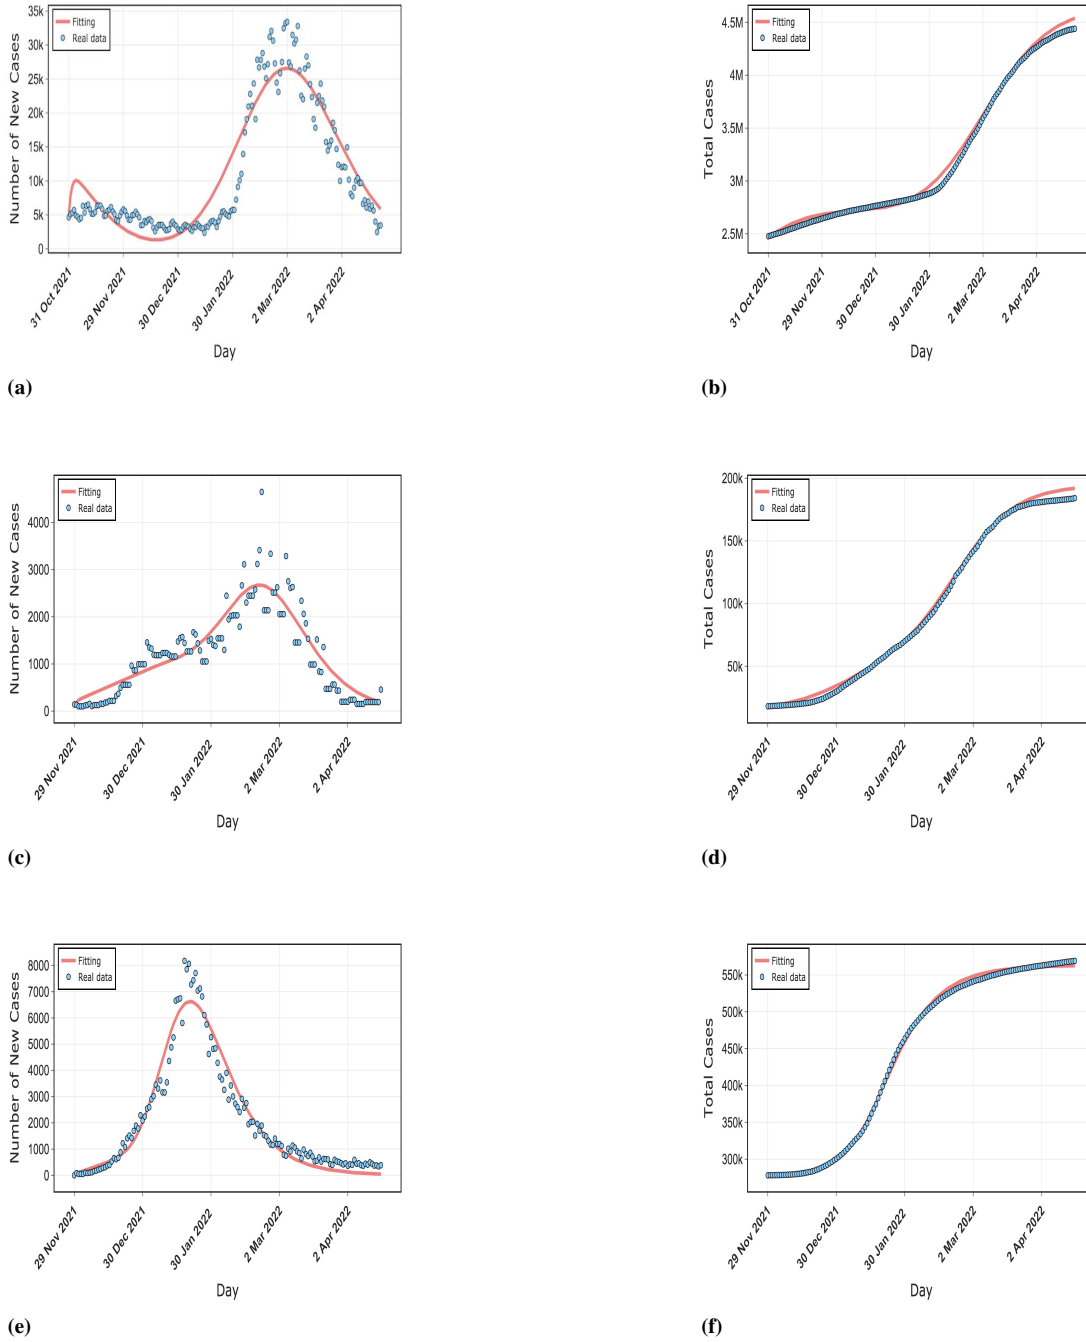 Number of New Cases
35k
30k
25k
20k
15k
10k
5k
0
Fitting
Real data
31 Oct 2021
29 Nov 2021
30 Dec 2021
30 Jan 2022
2 Mar 2022
2 Apr 2022
Day
(a)
Total Cases
4.5M
4M
3.5M
3M
2.5M
Fitting
Real data
31 Oct 2021
29 Nov 2021
30 Dec 2021
30 Jan 2022
2 Mar 2022
2 Apr 2022
Day
(b)
Number of New Cases
4000
3000
2000
1000
0
Fitting
Real data
29 Nov 2021
30 Dec 2021
30 Jan 2022
2 Mar 2022
2 Apr 2022
Day
(c)
Total Cases
200k
150k
100k
50k
Fitting
Real data
29 Nov 2021
30 Dec 2021
30 Jan 2022
2 Mar 2022
2 Apr 2022
Day
(d)
Number of New Cases
8000
7000
6000
5000
4000
3000
2000
1000
0
Fitting
Real data
29 Nov 2021
30 Dec 2021
30 Jan 2022
2 Mar 2022
2 Apr 2022
Day
(e)
Total Cases
550k
500k
450k
400k
350k
300k
Fitting
Real data
29 Nov 2021
30 Dec 2021
30 Jan 2022
2 Mar 2022
2 Apr 2022
Day
(f)